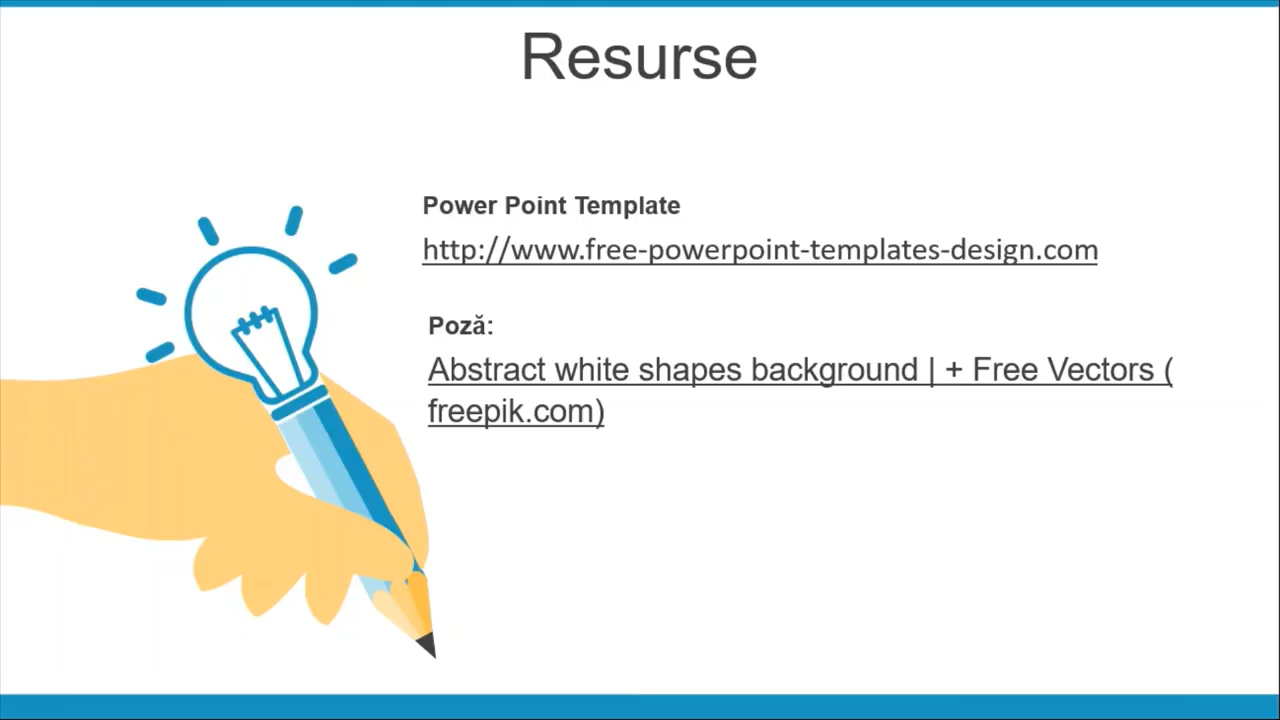 Resurse
Power Point Template
http://www.free-powerpoint-templates-design.com
Poză:
Abstract white shapes background | + Free Vectors (
freepik.com)